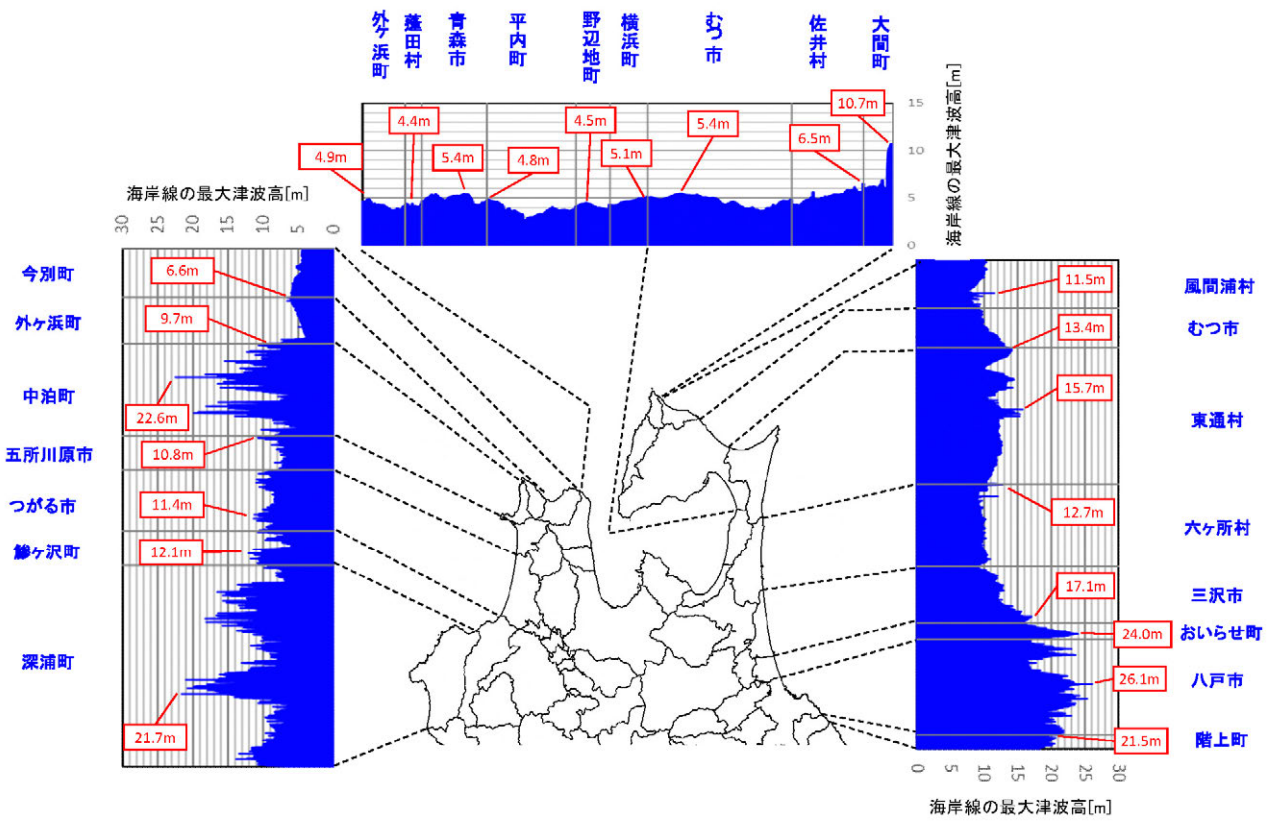 外ヶ浜町
蓬田村
青森市
平内町
野辺地町
横浜町
むつ市
佐井村
大間町
4.9m
4.4m
5.4m
4.8m
4.5m
5.1m
5.4m
6.5m
10.7m
15
10
5
0
海岸線の最大津波高[m]
海岸線の最大津波高[m]
30
25
20
15
10
5
0
今別町
6.6m
外ヶ浜町
9.7m
中泊町
22.6m
五所川原市
10.8m
つがる市
11.4m
鰺ヶ沢町
12.1m
深浦町
21.7m
11.5m
風間浦村
13.4m
むつ市
15.7m
東通村
12.7m
六ヶ所村
17.1m
三沢市
24.0m
おいらせ町
26.1m
八戸市
21.5m
階上町
0
5
10
15
20
25
30
海岸線の最大津波高[m]